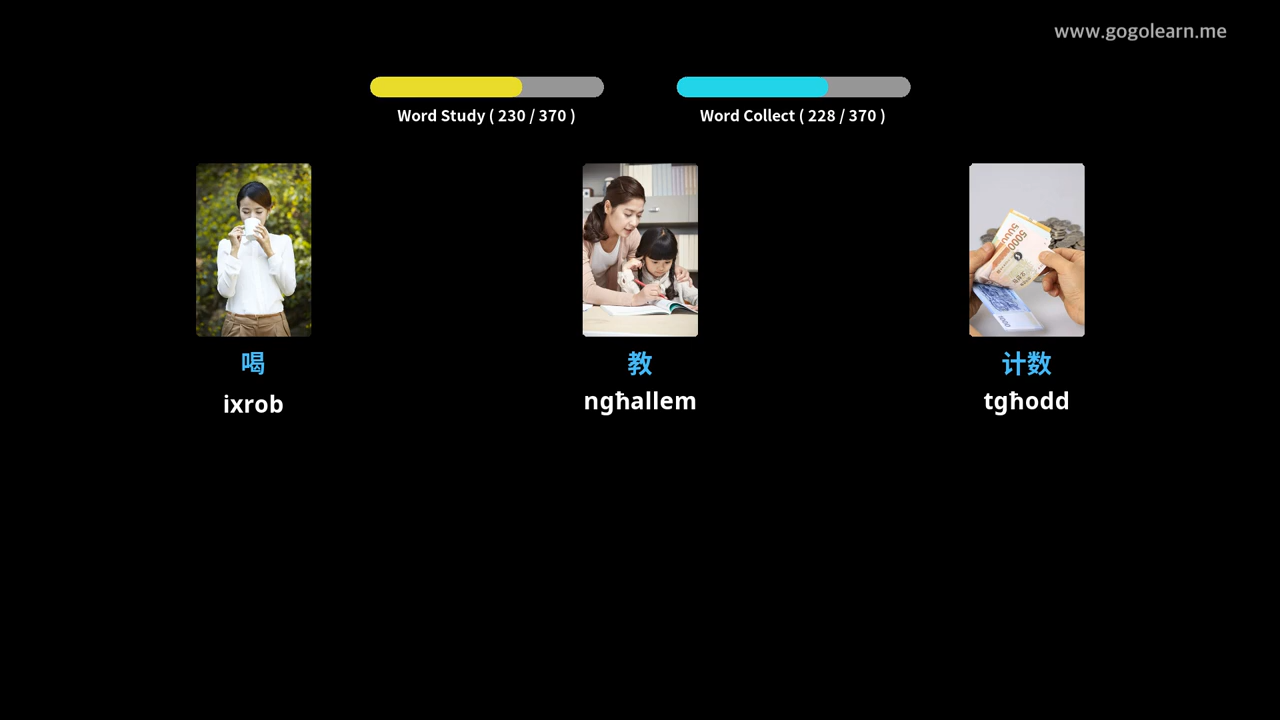 www.gogolearn.me
Word Study ( 230 / 370 )
Word Collect ( 228 / 370 )
喝
教
计数
ixrob
ngħallem
tgħodd